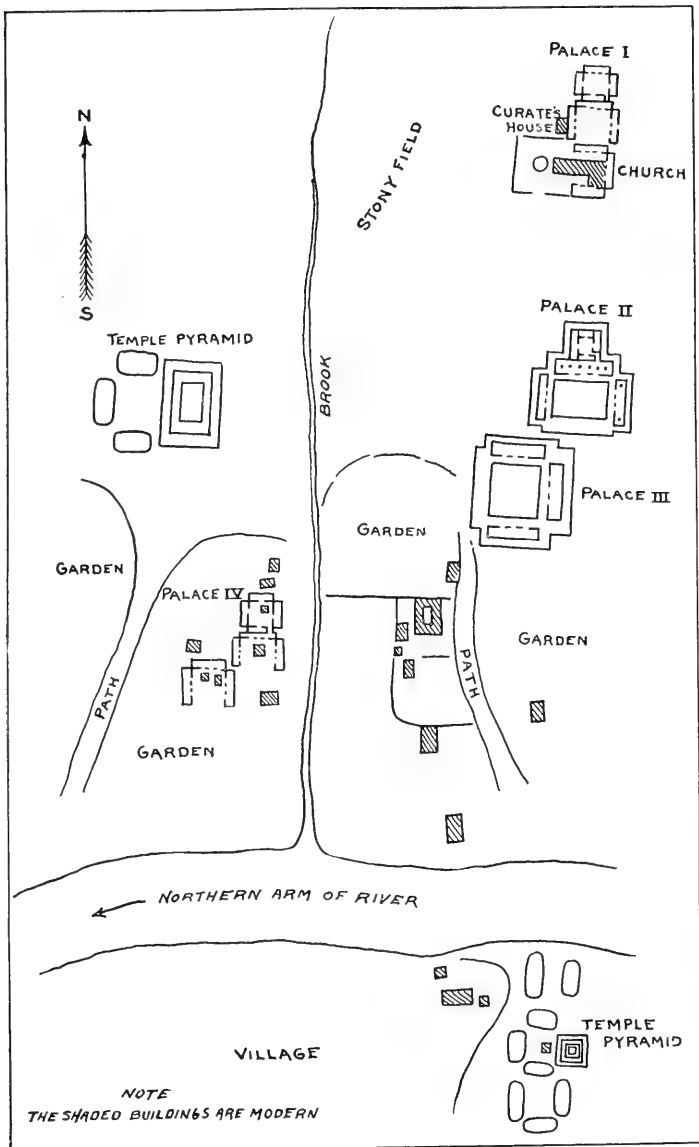 PALACE I
N
CURATE'S
HOUSE
STONY FIELD
CHURCH
S
PALACE II
TEMPLE PYRAMID
BROOK
PALACE III
GARDEN
GARDEN
PALACE IV
GARDEN
PATH
PATH
GARDEN
NORTHERN ARM OF RIVER
TEMPLE
PYRAMID
VILLAGE
NOTE
THE SHADED BUILDINGS ARE MODERN